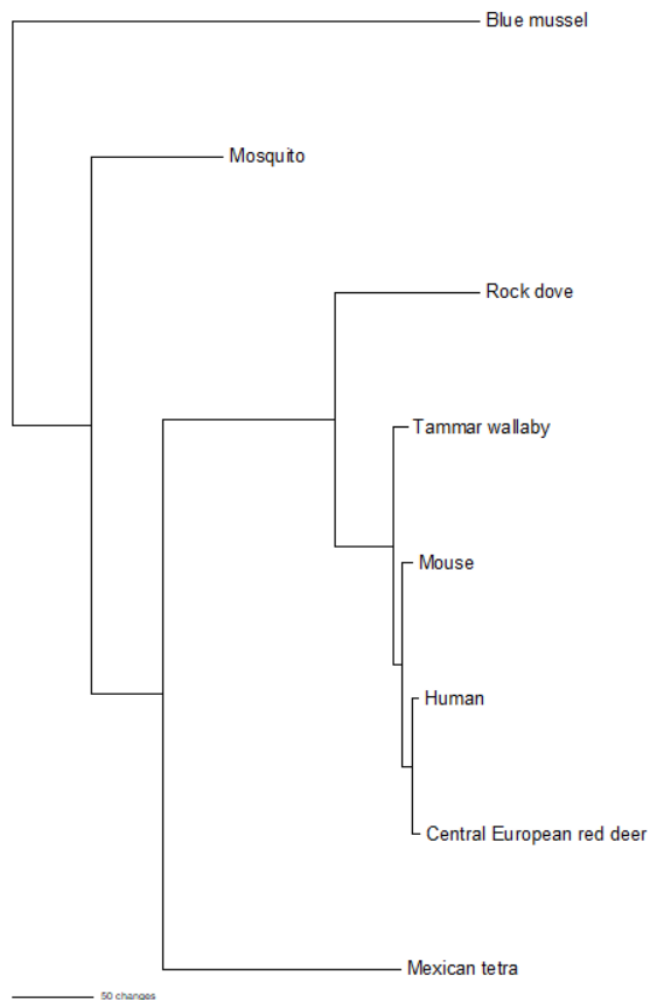 Blue mussel
Mosquito
Rock dove
Tammar wallaby
Mouse
Human
Central European red deer
Mexican tetra
50 changes